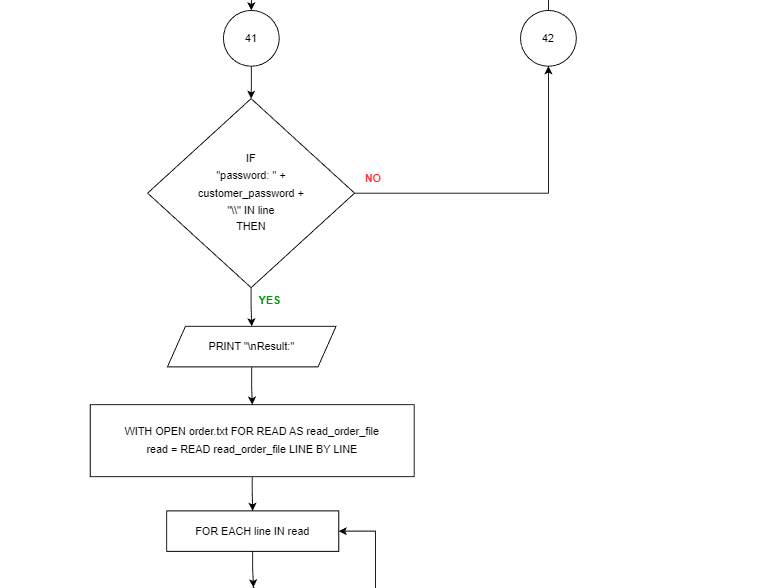 41
42
IF
"password: " +
customer_password +
"\\" IN line
THEN
NO
YES
PRINT "\nResult:"
WITH OPEN order.txt FOR READ AS read_order_file
read = READ read_order_file LINE BY LINE
FOR EACH line IN read